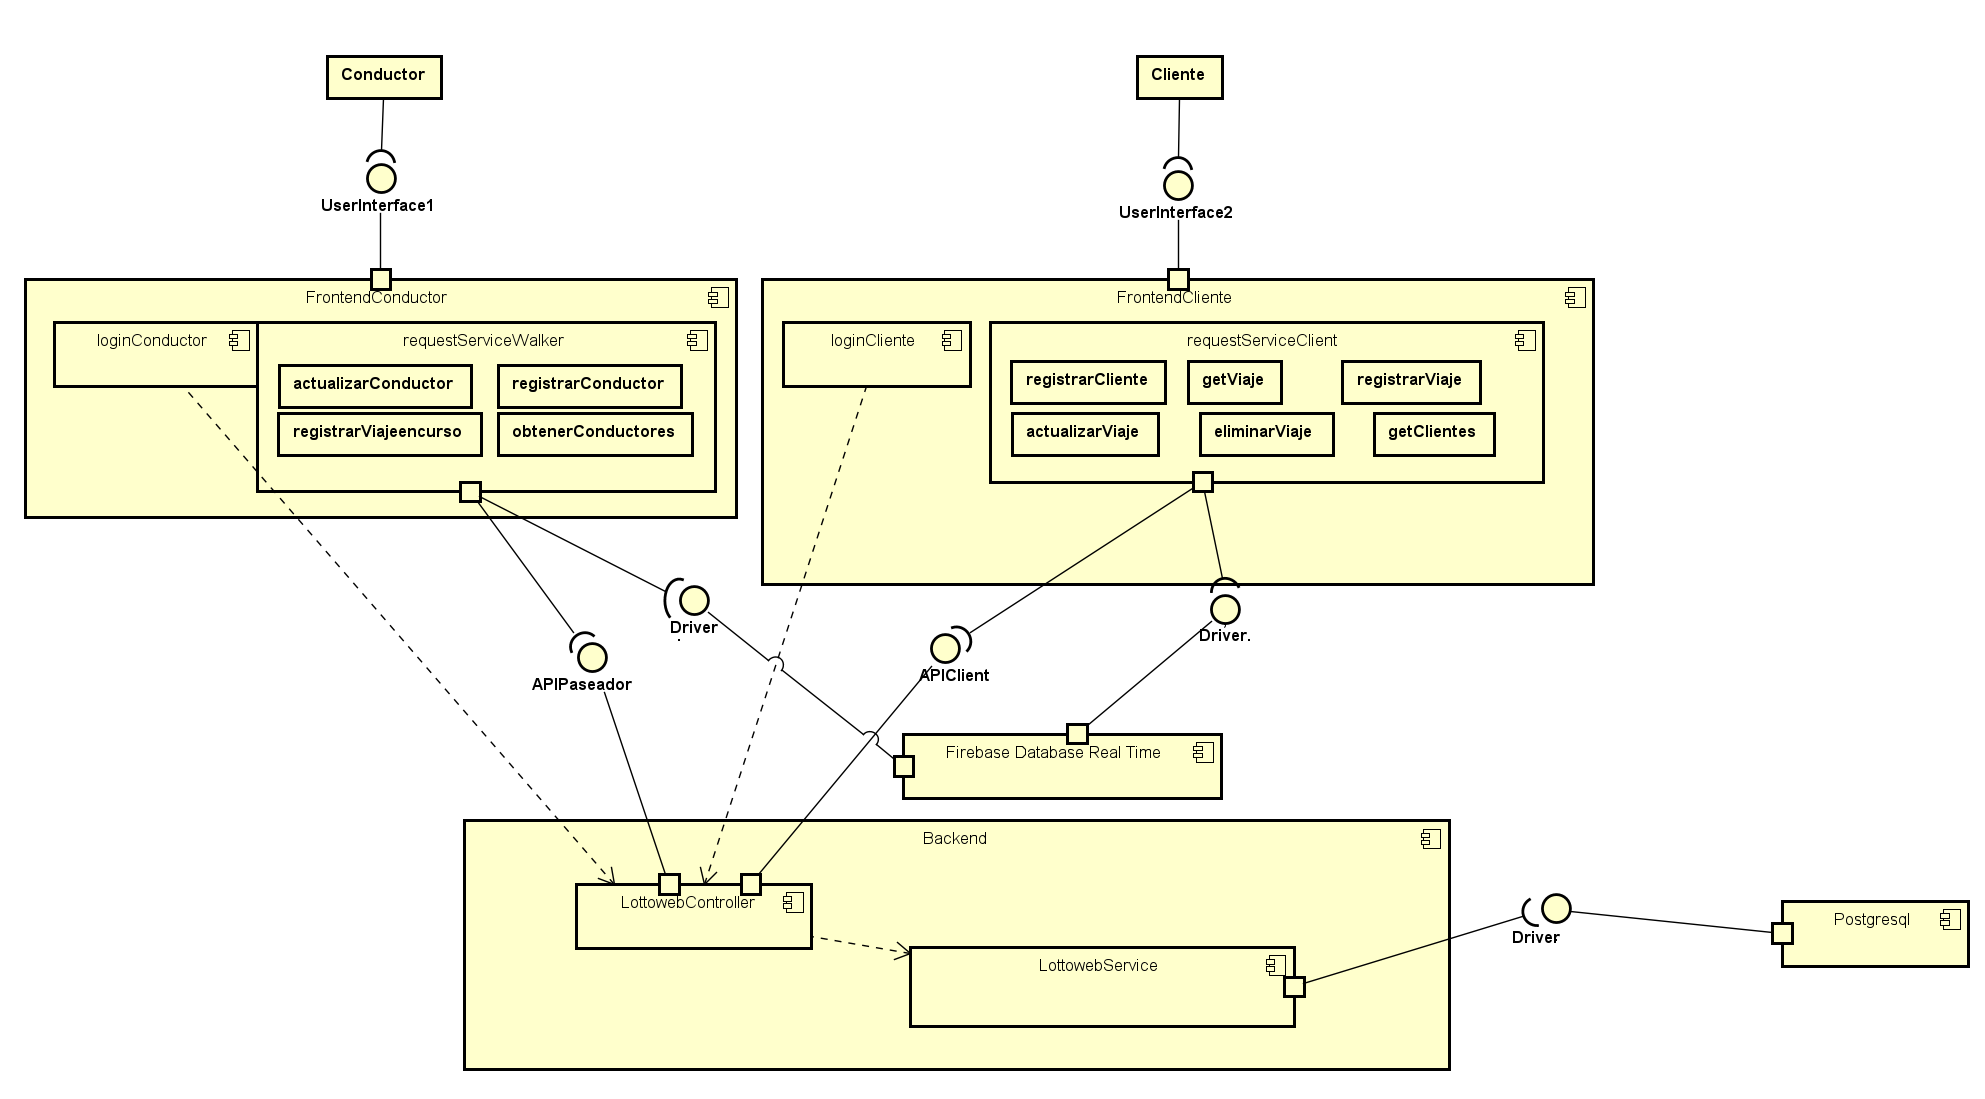 Conductor
Cliente
UserInterface1
UserInterface2
FrontendConductor
loginConductor
requestServiceWalker
actualizarConductor
registrarConductor
registrarViajeencurso
obtenerConductores
FrontendCliente
loginCliente
requestServiceClient
registrarCliente
getViaje
registrarViaje
actualizarViaje
eliminarViaje
getClientes
Driver
.
Driver.
APIPaseador
APIClient
Firebase Database Real Time
Backend
LottowebController
LottowebService
Driver
Postgresql